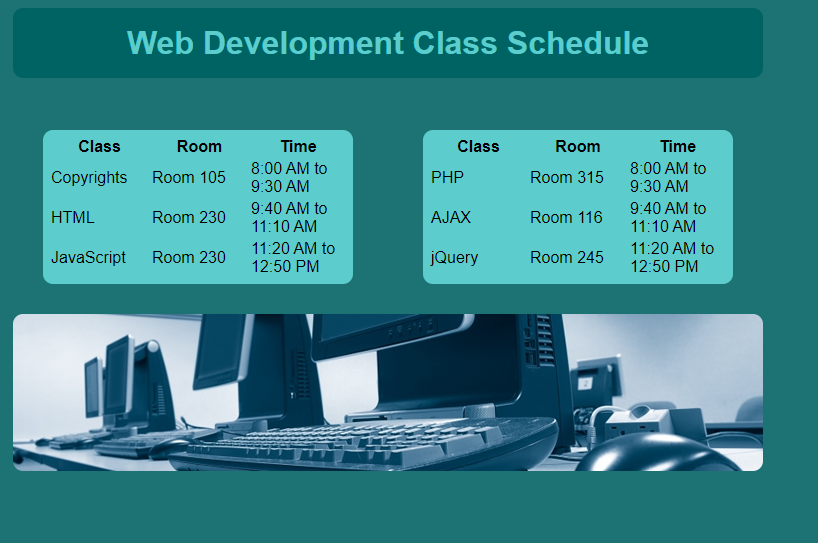 Web Development Class Schedule
Class Room Time
Copyrights Room 105 8:00 AM to
9:30 AM
HTML Room 230 9:40 AM to
11:10 AM
JavaScript Room 230 11:20 AM to
12:50 PM
Class Room Time
PHP Room 315 8:00 AM to
9:30 AM
AJAX Room 116 9:40 AM to
11:10 AM
jQuery Room 245 11:20 AM to
12:50 PM
2